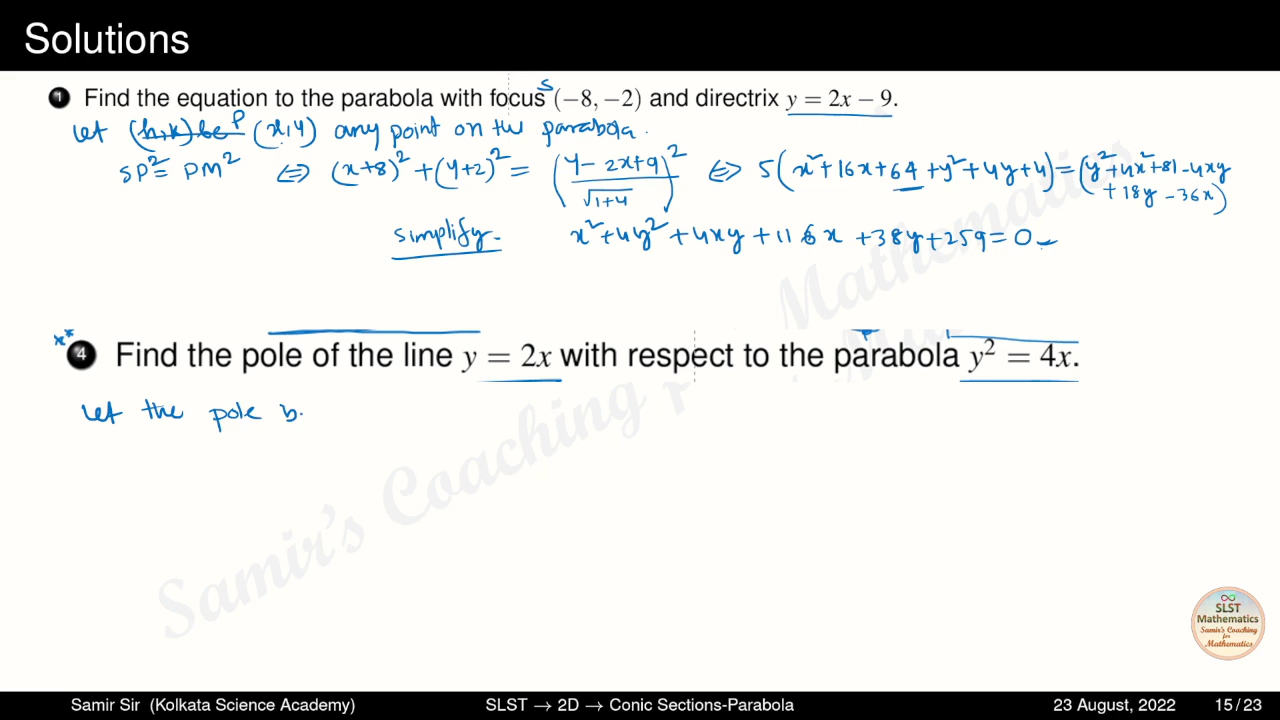 Solutions
1 Find the equation to the parabola with focus S (−8, −2) and directrix y = 2x − 9.
Let (h,k) be P (x,y) any point on the parabola.
SP² = PM² ⇔ (x+8)² + (y+2)² = ((y − 2x + 9)/√(1+4))² ⇔ 5(x² + 16x + 64 + y² + 4y + 4) = (y² + 4x² + 81 − 4xy
+ 18y − 36x)
simplify. x² + 4y² + 4xy + 116x + 38y + 259 = 0
4 Find the pole of the line y = 2x with respect to the parabola y² = 4x.
Let the pole b
Samir's Coaching for Mathematics
SLST
Mathematics
Samir's Coaching
for
Mathematics
Samir Sir (Kolkata Science Academy) SLST → 2D → Conic Sections-Parabola 23 August, 2022 15 / 23